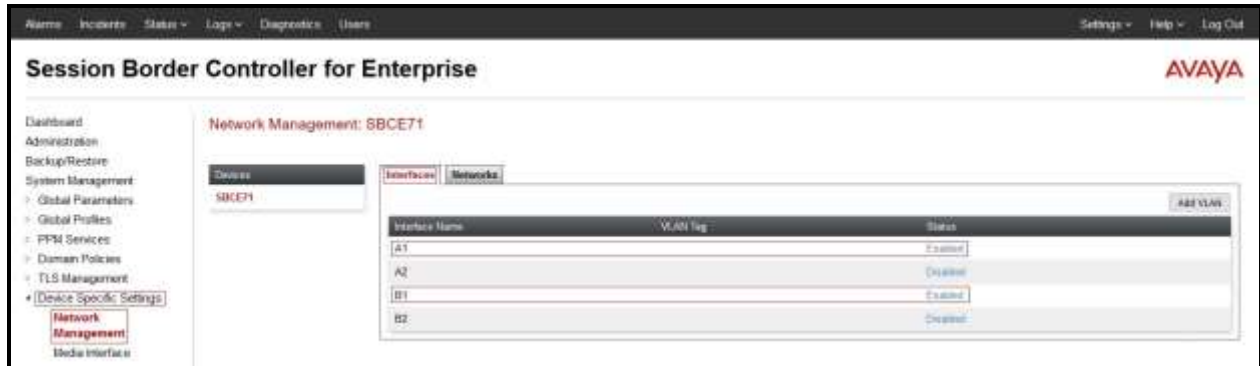 Alarms Incidents Status Logs Diagnostics Users Settings Help Log Out
Session Border Controller for Enterprise
AVAYA
Dashboard
Administration
Backup/Restore
System Management
Global Parameters
Global Profiles
PPM Services
Domain Policies
TLS Management
Device Specific Settings
Network
Management
Media Interface
Network Management: SBCE71
Devices
SBCE71
Interfaces Networks
Add VLAN
Interface Name VLAN Tag Status
A1 Enabled
A2 Disabled
B1 Enabled
B2 Disabled